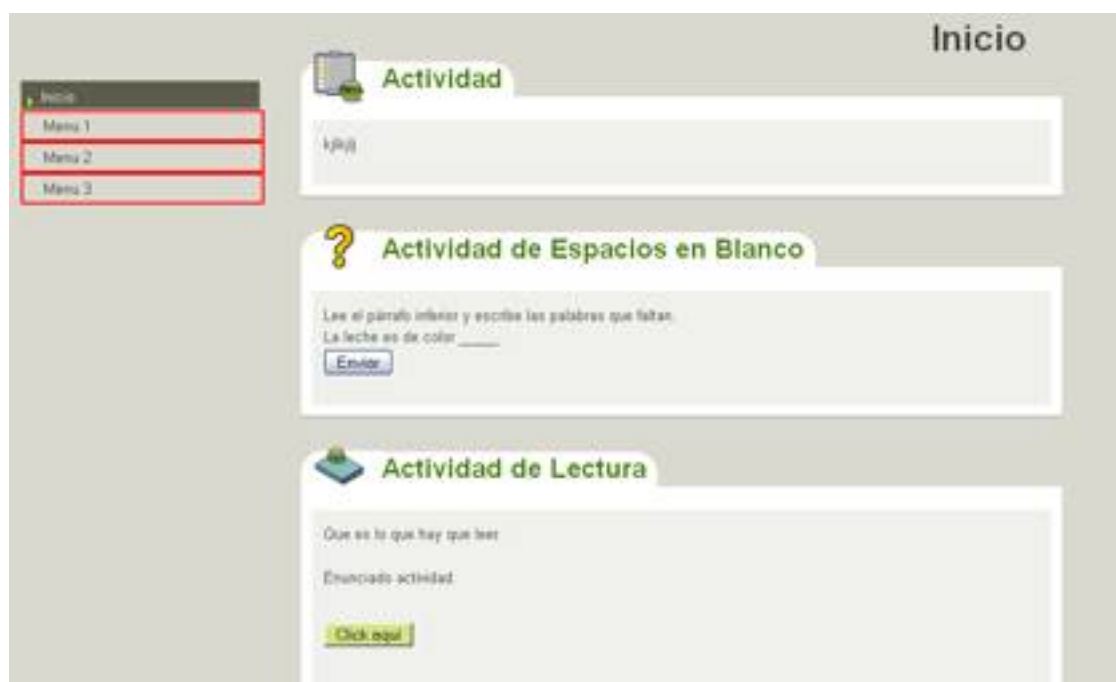 Inicio
Inicio
Menu 1
Menu 2
Menu 3
Actividad
Actividad de Espacios en Blanco
Lee el párrafo inferior y escribe las palabras que faltan.
La leche es de color _____
Enviar
Actividad de Lectura
Que es lo que hay que leer
Enunciado actividad
Click aquí